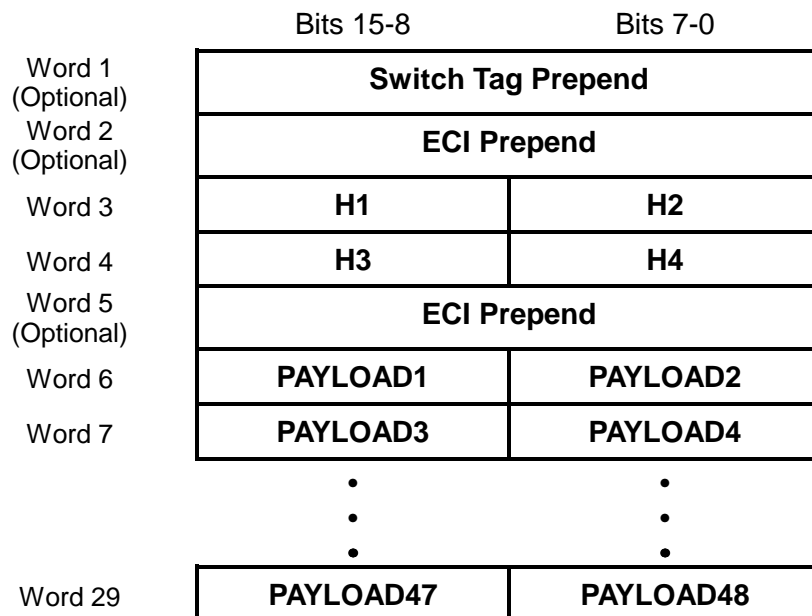 Bits 15-8 Bits 7-0
Word 1
(Optional)
Switch Tag Prepend
Word 2
(Optional)
ECI Prepend
Word 3 H1 H2
Word 4 H3 H4
Word 5
(Optional)
ECI Prepend
Word 6 PAYLOAD1 PAYLOAD2
Word 7 PAYLOAD3 PAYLOAD4
Word 29 PAYLOAD47 PAYLOAD48